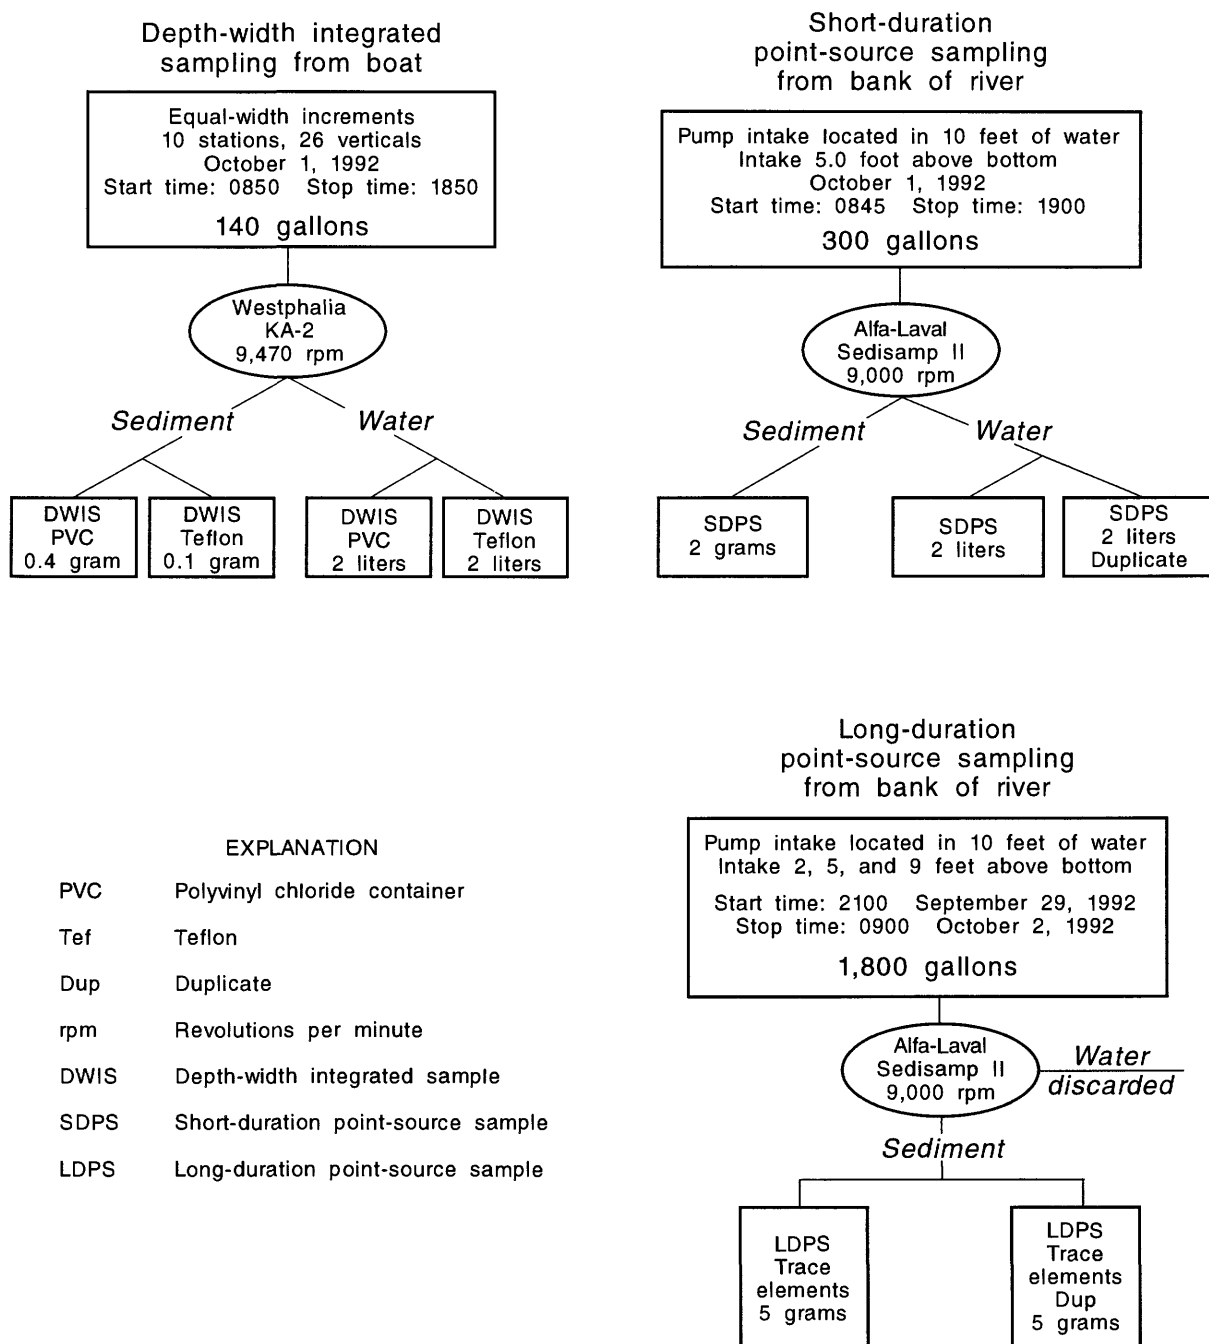 Depth-width integrated
sampling from boat
Equal-width increments
10 stations, 26 verticals
October 1, 1992
Start time: 0850 Stop time: 1850
140 gallons
Westphalia
KA-2
9,470 rpm
Sediment
Water
DWIS
PVC
0.4 gram
DWIS
Teflon
0.1 gram
DWIS
PVC
2 liters
DWIS
Teflon
2 liters
Short-duration
point-source sampling
from bank of river
Pump intake located in 10 feet of water
Intake 5.0 foot above bottom
October 1, 1992
Start time: 0845 Stop time: 1900
300 gallons
Alfa-Laval
Sedisamp II
9,000 rpm
Sediment
Water
SDPS
2 grams
SDPS
2 liters
SDPS
2 liters
Duplicate
EXPLANATION
PVC Polyvinyl chloride container
Tef Teflon
Dup Duplicate
rpm Revolutions per minute
DWIS Depth-width integrated sample
SDPS Short-duration point-source sample
LDPS Long-duration point-source sample
Long-duration
point-source sampling
from bank of river
Pump intake located in 10 feet of water
Intake 2, 5, and 9 feet above bottom
Start time: 2100 September 29, 1992
Stop time: 0900 October 2, 1992
1,800 gallons
Alfa-Laval
Sedisamp II
9,000 rpm
Water
discarded
Sediment
LDPS
Trace
elements
5 grams
LDPS
Trace
elements
Dup
5 grams